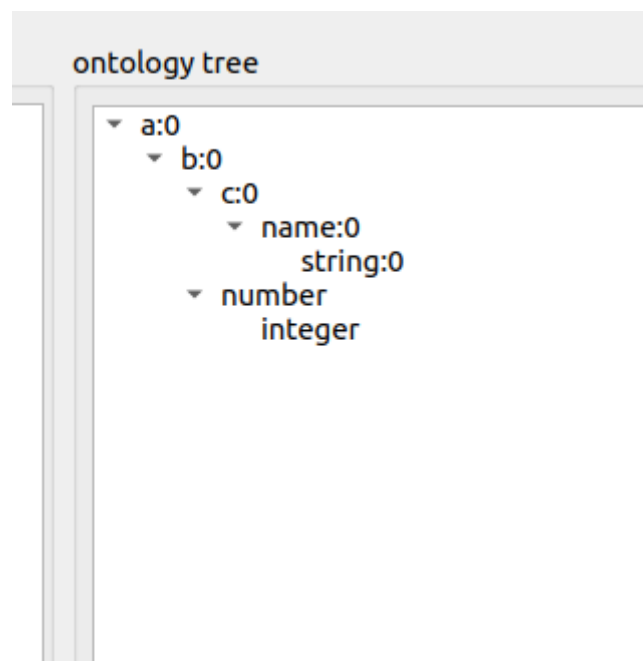 ontology tree
a:0
b:0
c:0
name:0
string:0
number
integer